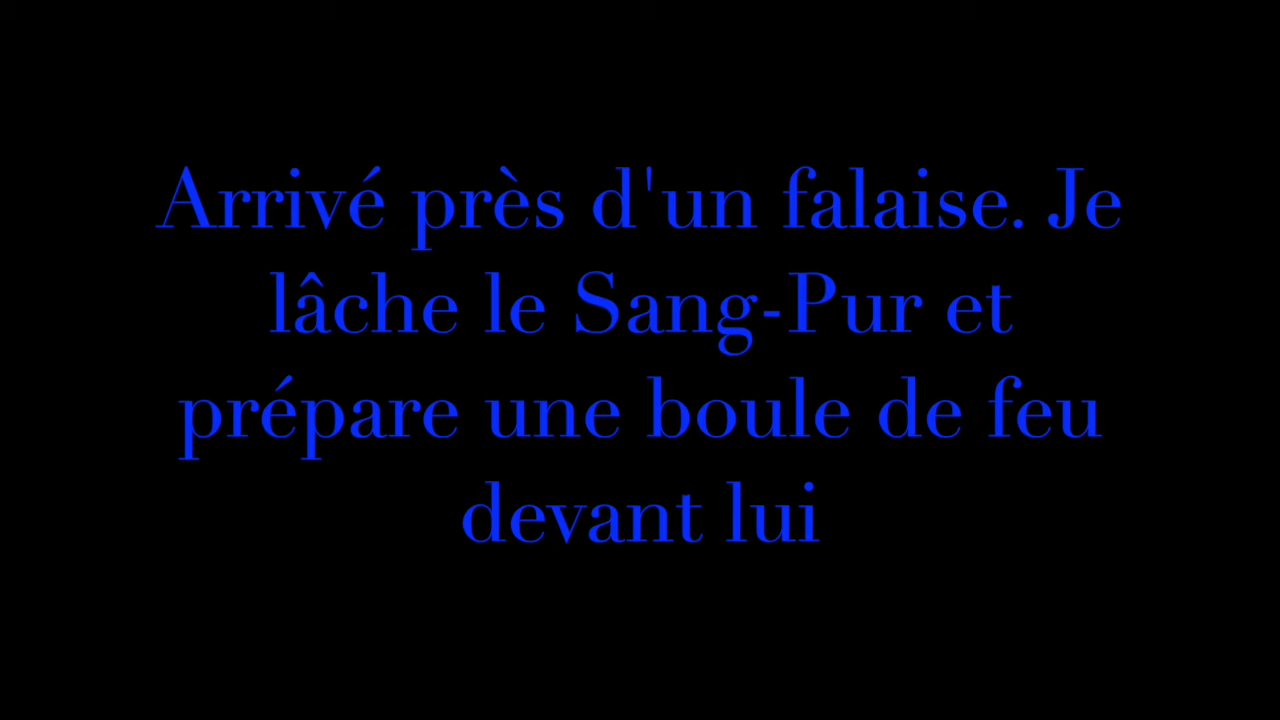 Arrivé près d'un falaise. Je
lâche le Sang-Pur et
prépare une boule de feu
devant lui